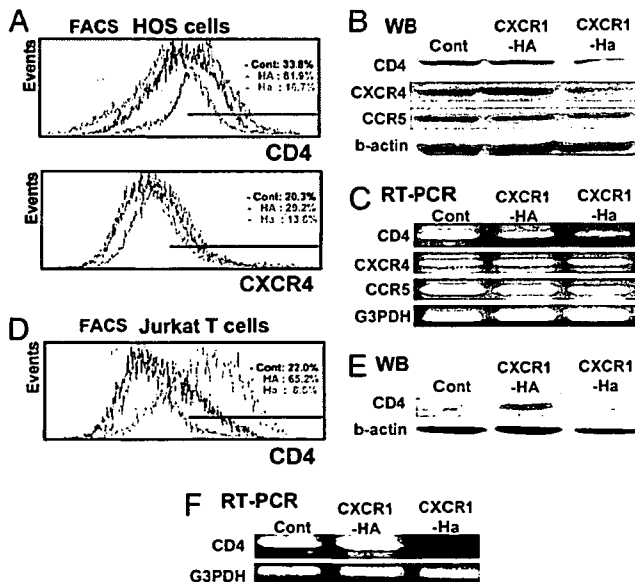 A
FACS HOS cells
Events
- Cont: 33.8%
HA : 61.9%
Ha : 16.7%
CD4
Events
- Cont: 20.3%
HA : 29.2%
Ha : 13.6%
CXCR4
B WB
Cont
CXCR1
-HA
CXCR1
-Ha
CD4
CXCR4
CCR5
b-actin
C RT-PCR
Cont
CXCR1
-HA
CXCR1
-Ha
CD4
CXCR4
CCR5
G3PDH
D
FACS Jurkat T cells
Events
- Cont: 22.0%
HA : 65.2%
Ha :
CD4
E WB
Cont
CXCR1
-HA
CXCR1
-Ha
CD4
b-actin
F RT-PCR
Cont
CXCR1
-HA
CXCR1
-Ha
CD4
G3PDH